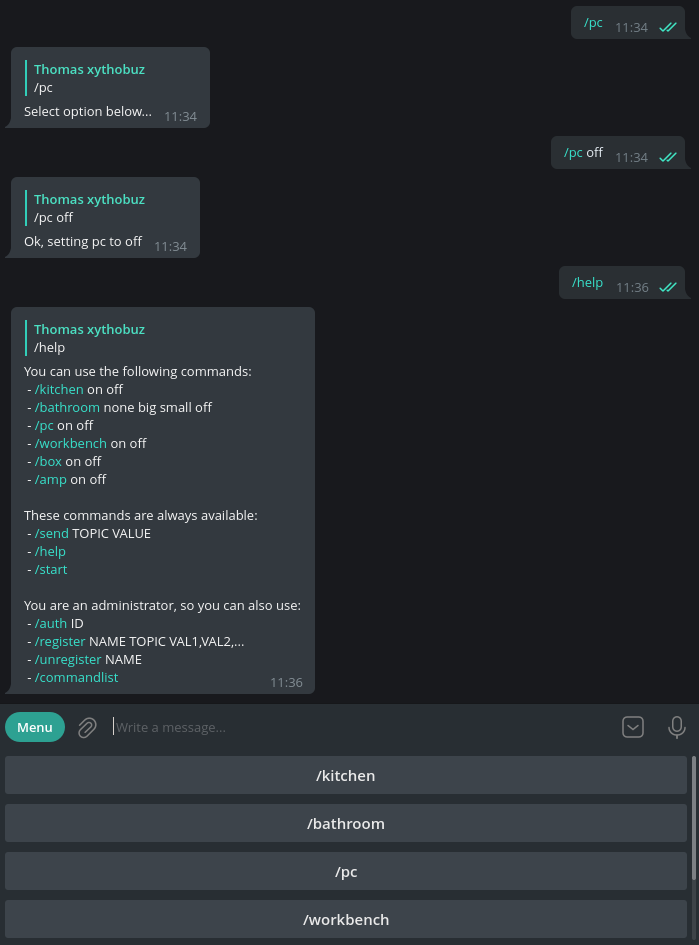 /pc 11:34
Thomas xythobuz
/pc
Select option below... 11:34
/pc off 11:34
Thomas xythobuz
/pc off
Ok, setting pc to off 11:34
/help 11:36
Thomas xythobuz
/help
You can use the following commands:
- /kitchen on off
- /bathroom none big small off
- /pc on off
- /workbench on off
- /box on off
- /amp on off
These commands are always available:
- /send TOPIC VALUE
- /help
- /start
You are an administrator, so you can also use:
- /auth ID
- /register NAME TOPIC VAL1,VAL2,...
- /unregister NAME
- /commandlist
11:36
Menu Write a message...
/kitchen
/bathroom
/pc
/workbench